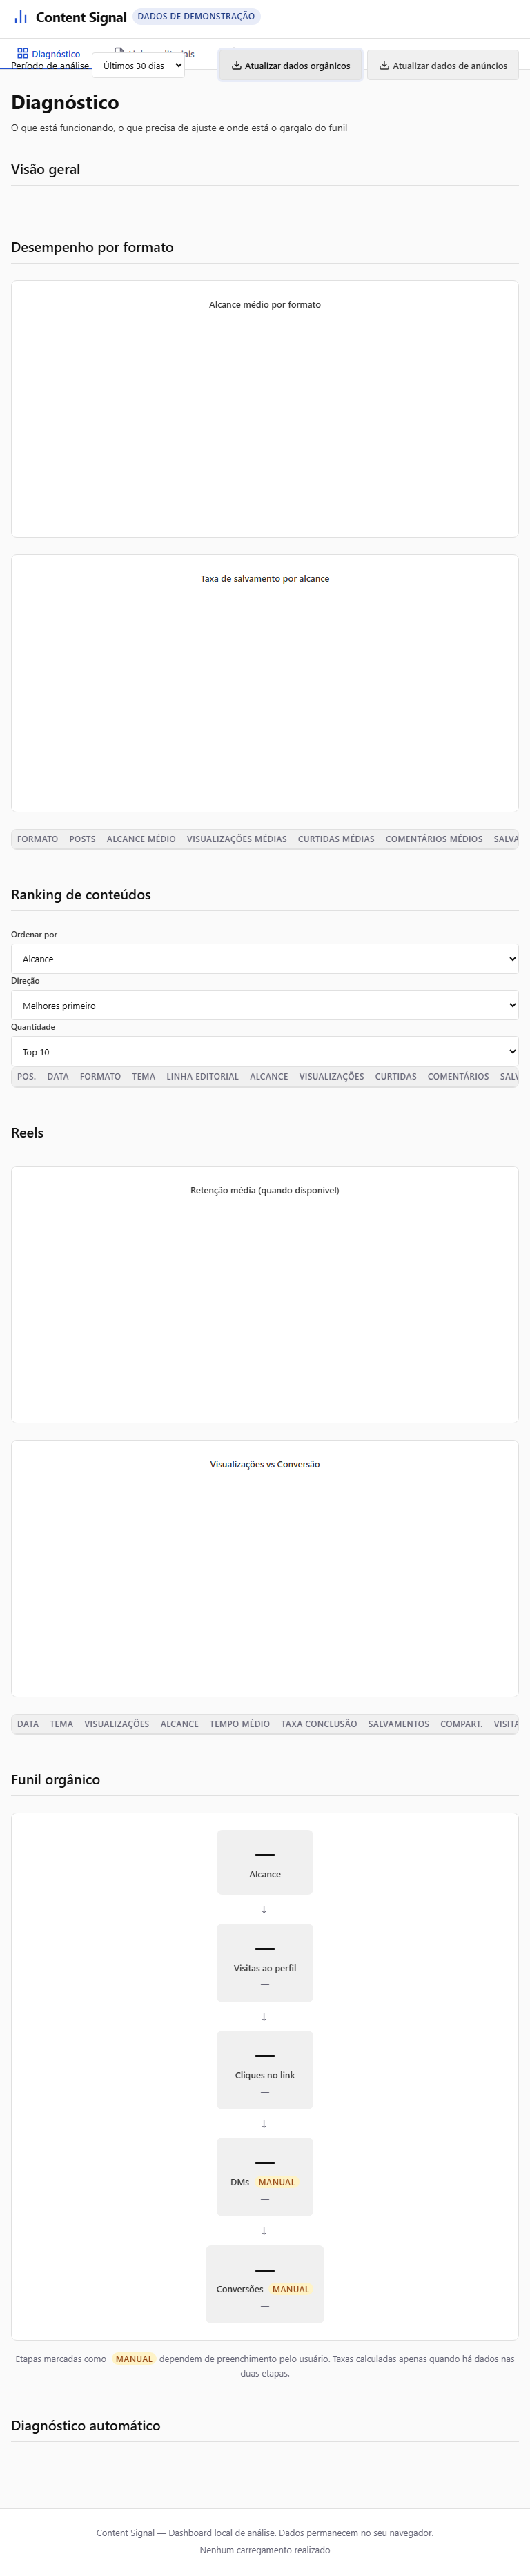 Content Signal DADOS DE DEMONSTRAÇÃO
Diagnóstico
Período de análise Últimos 30 dias Atualizar dados orgânicos Atualizar dados de anúncios
Diagnóstico
O que está funcionando, o que precisa de ajuste e onde está o gargalo do funil
Visão geral
Desempenho por formato
Alcance médio por formato
Taxa de salvamento por alcance
FORMATO POSTS ALCANCE MÉDIO VISUALIZAÇÕES MÉDIAS CURTIDAS MÉDIAS COMENTÁRIOS MÉDIOS SALVA
Ranking de conteúdos
Ordenar por
Alcance
Direção
Melhores primeiro
Quantidade
Top 10
POS. DATA FORMATO TEMA LINHA EDITORIAL ALCANCE VISUALIZAÇÕES CURTIDAS COMENTÁRIOS SALV
Reels
Retenção média (quando disponível)
Visualizações vs Conversão
DATA TEMA VISUALIZAÇÕES ALCANCE TEMPO MÉDIO TAXA CONCLUSÃO SALVAMENTOS COMPART. VISITA
Funil orgânico
—
Alcance
↓
—
Visitas ao perfil
—
↓
—
Cliques no link
—
↓
—
DMs MANUAL
—
↓
—
Conversões MANUAL
—
Etapas marcadas como MANUAL dependem de preenchimento pelo usuário. Taxas calculadas apenas quando há dados nas
duas etapas.
Diagnóstico automático
Content Signal — Dashboard local de análise. Dados permanecem no seu navegador.
Nenhum carregamento realizado